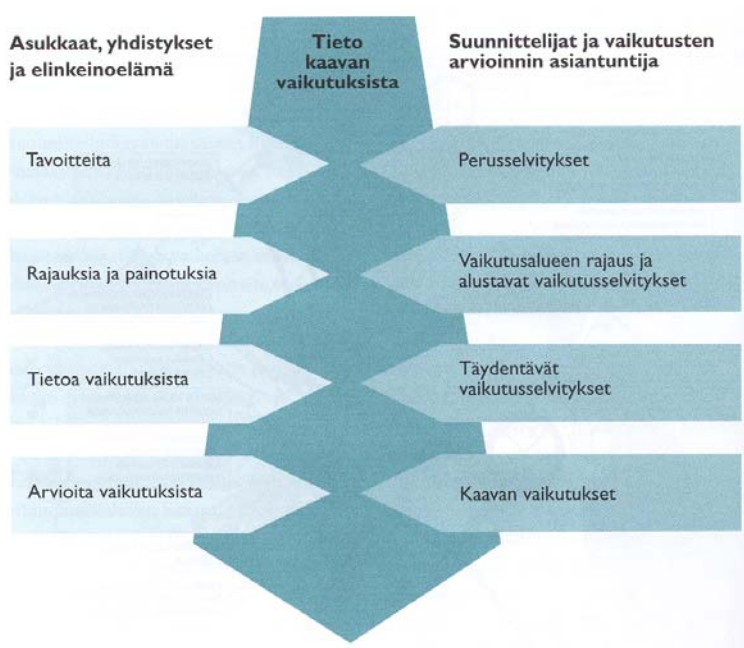 Asukkaat, yhdistykset
ja elinkeinoelämä
Tieto
kaavan
vaikutuksista
Suunnittelijat ja vaikutusten
arvioinnin asiantuntija
Tavoitteita
Perusselvitykset
Rajauksia ja painotuksia
Vaikutusalueen rajaus ja
alustavat vaikutusselvitykset
Tietoa vaikutuksista
Täydentävät
vaikutusselvitykset
Arvioita vaikutuksista
Kaavan vaikutukset